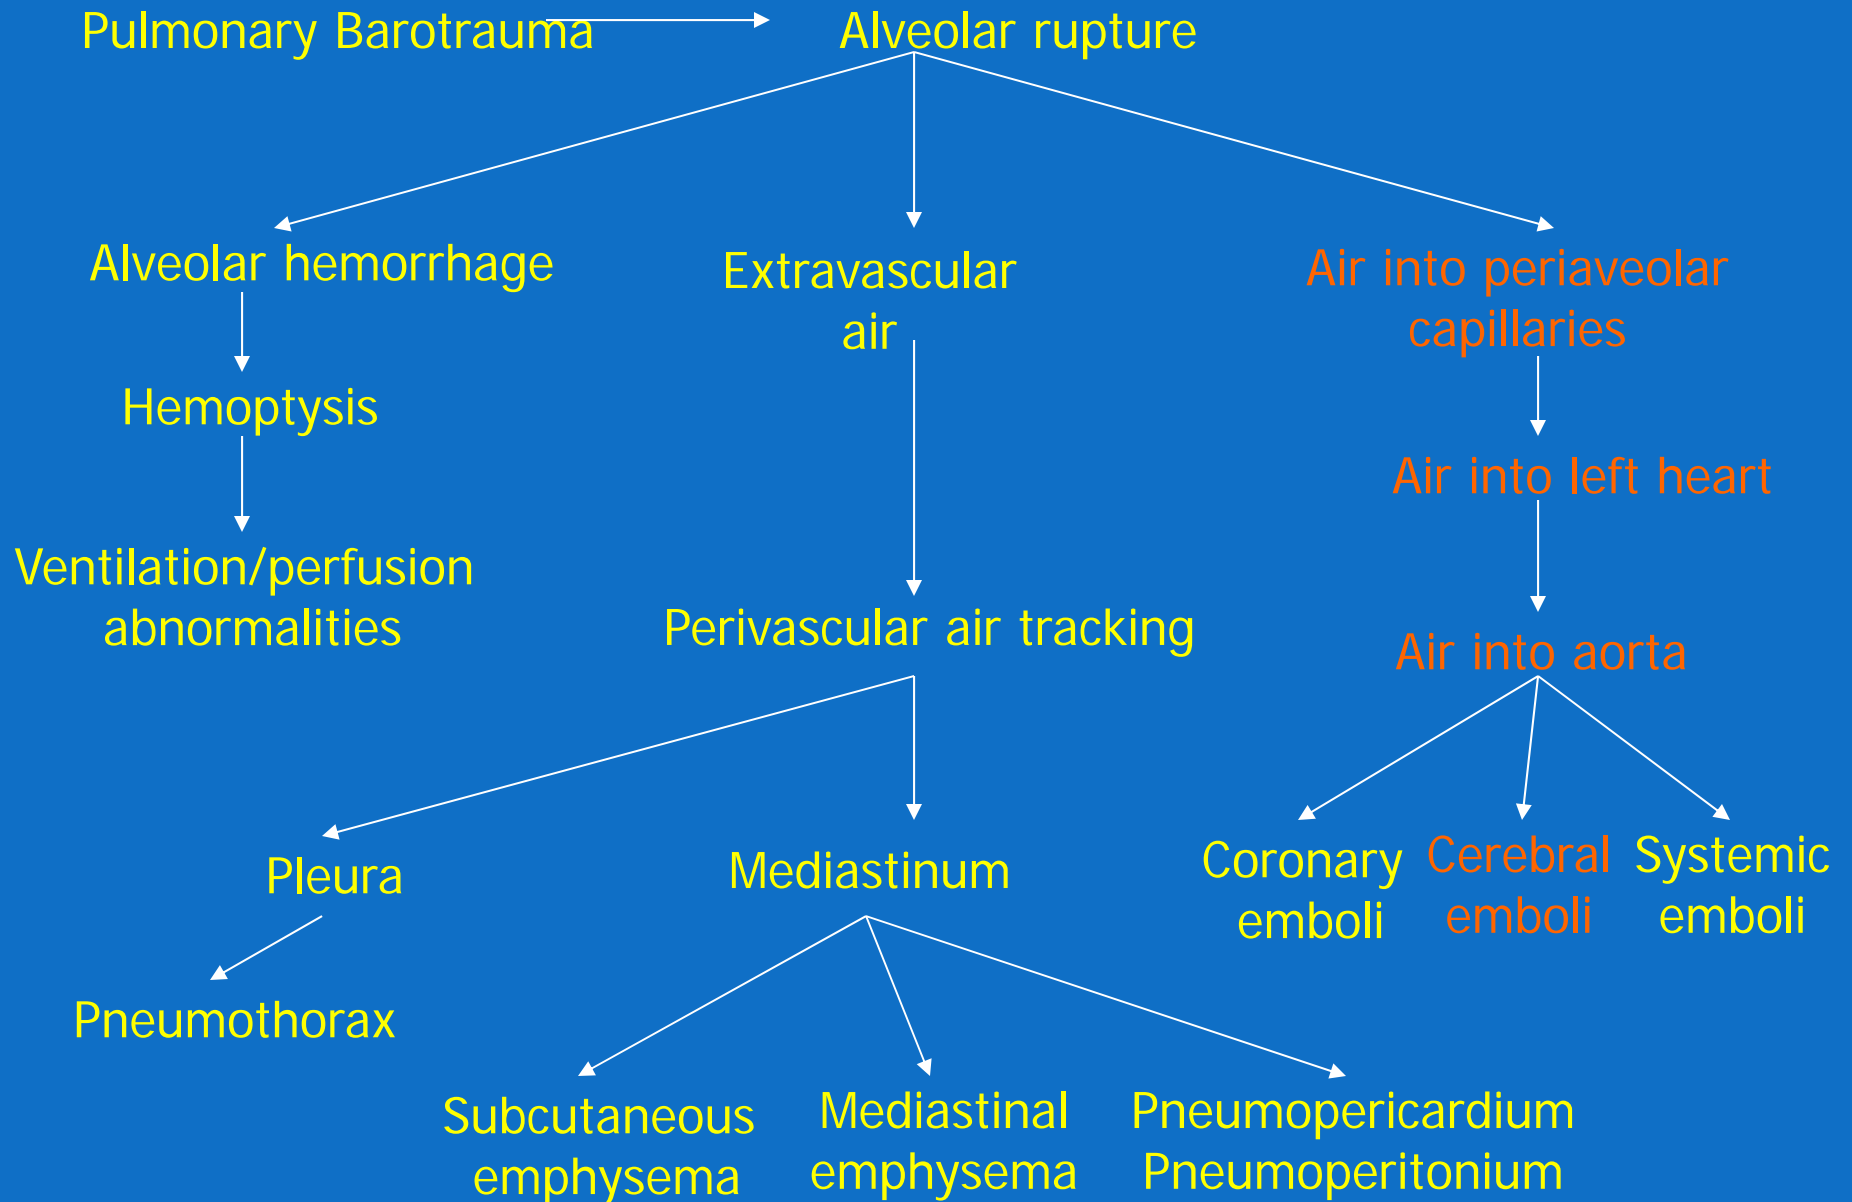 Pulmonary Barotrauma
Alveolar rupture
Alveolar hemorrhage
Extravascular
air
Air into periaveolar
capillaries
Hemoptysis
Air into left heart
Ventilation/perfusion
abnormalities
Perivascular air tracking
Air into aorta
Pleura
Mediastinum
Coronary
emboli
Cerebral
emboli
Systemic
emboli
Pneumothorax
Subcutaneous
emphysema
Mediastinal
emphysema
Pneumopericardium
Pneumoperitonium